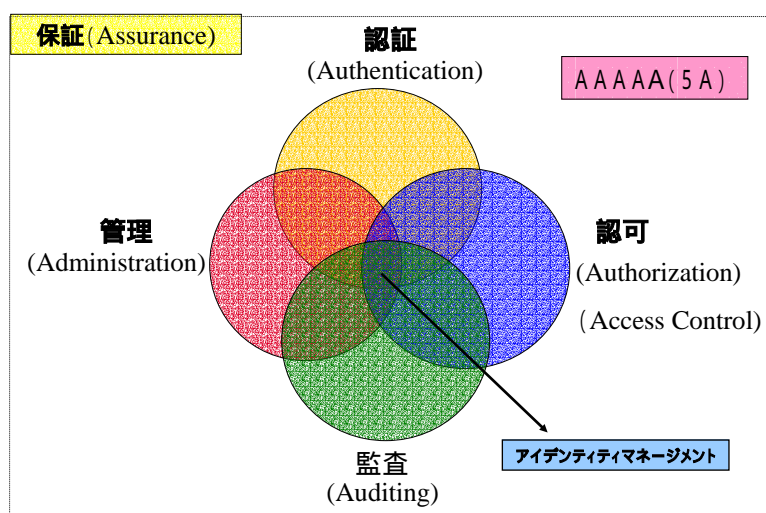 保証(Assurance)
認証
(Authentication)
AAAAA(5A)
管理
(Administration)
認可
(Authorization)
(Access Control)
アイデンティティマネージメント
監査
(Auditing)